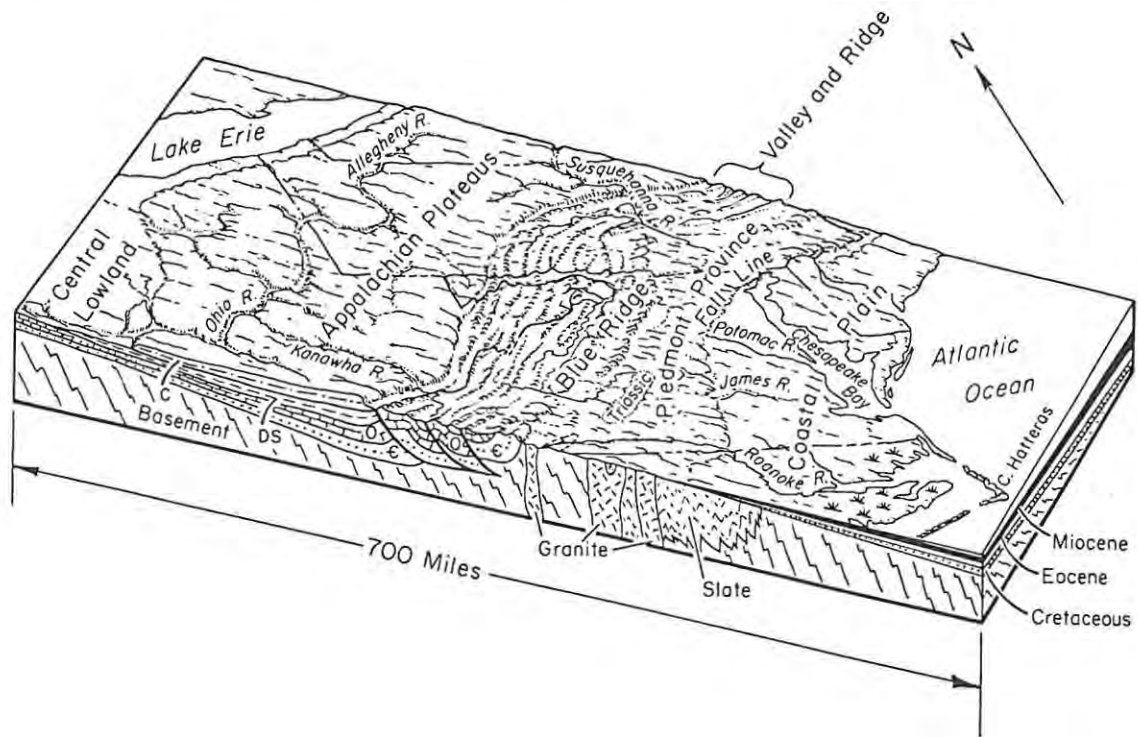 Valley and Ridge
N
Lake Erie
Allegheny R.
Susquehanna R.
Central
Lowland
Ohio R.
Appalachian Plateaus
Kanawha R.
Blue Ridge
Triassic
Piedmont Province
Fall Line
Potomac R.
Chesapeake
Bay
James R.
Coastal Plain
Roanoke R.
Atlantic
Ocean
C. Hatteras
C
Basement
DS
O
Є
O
Є
Granite
Slate
Miocene
Eocene
Cretaceous
700 Miles